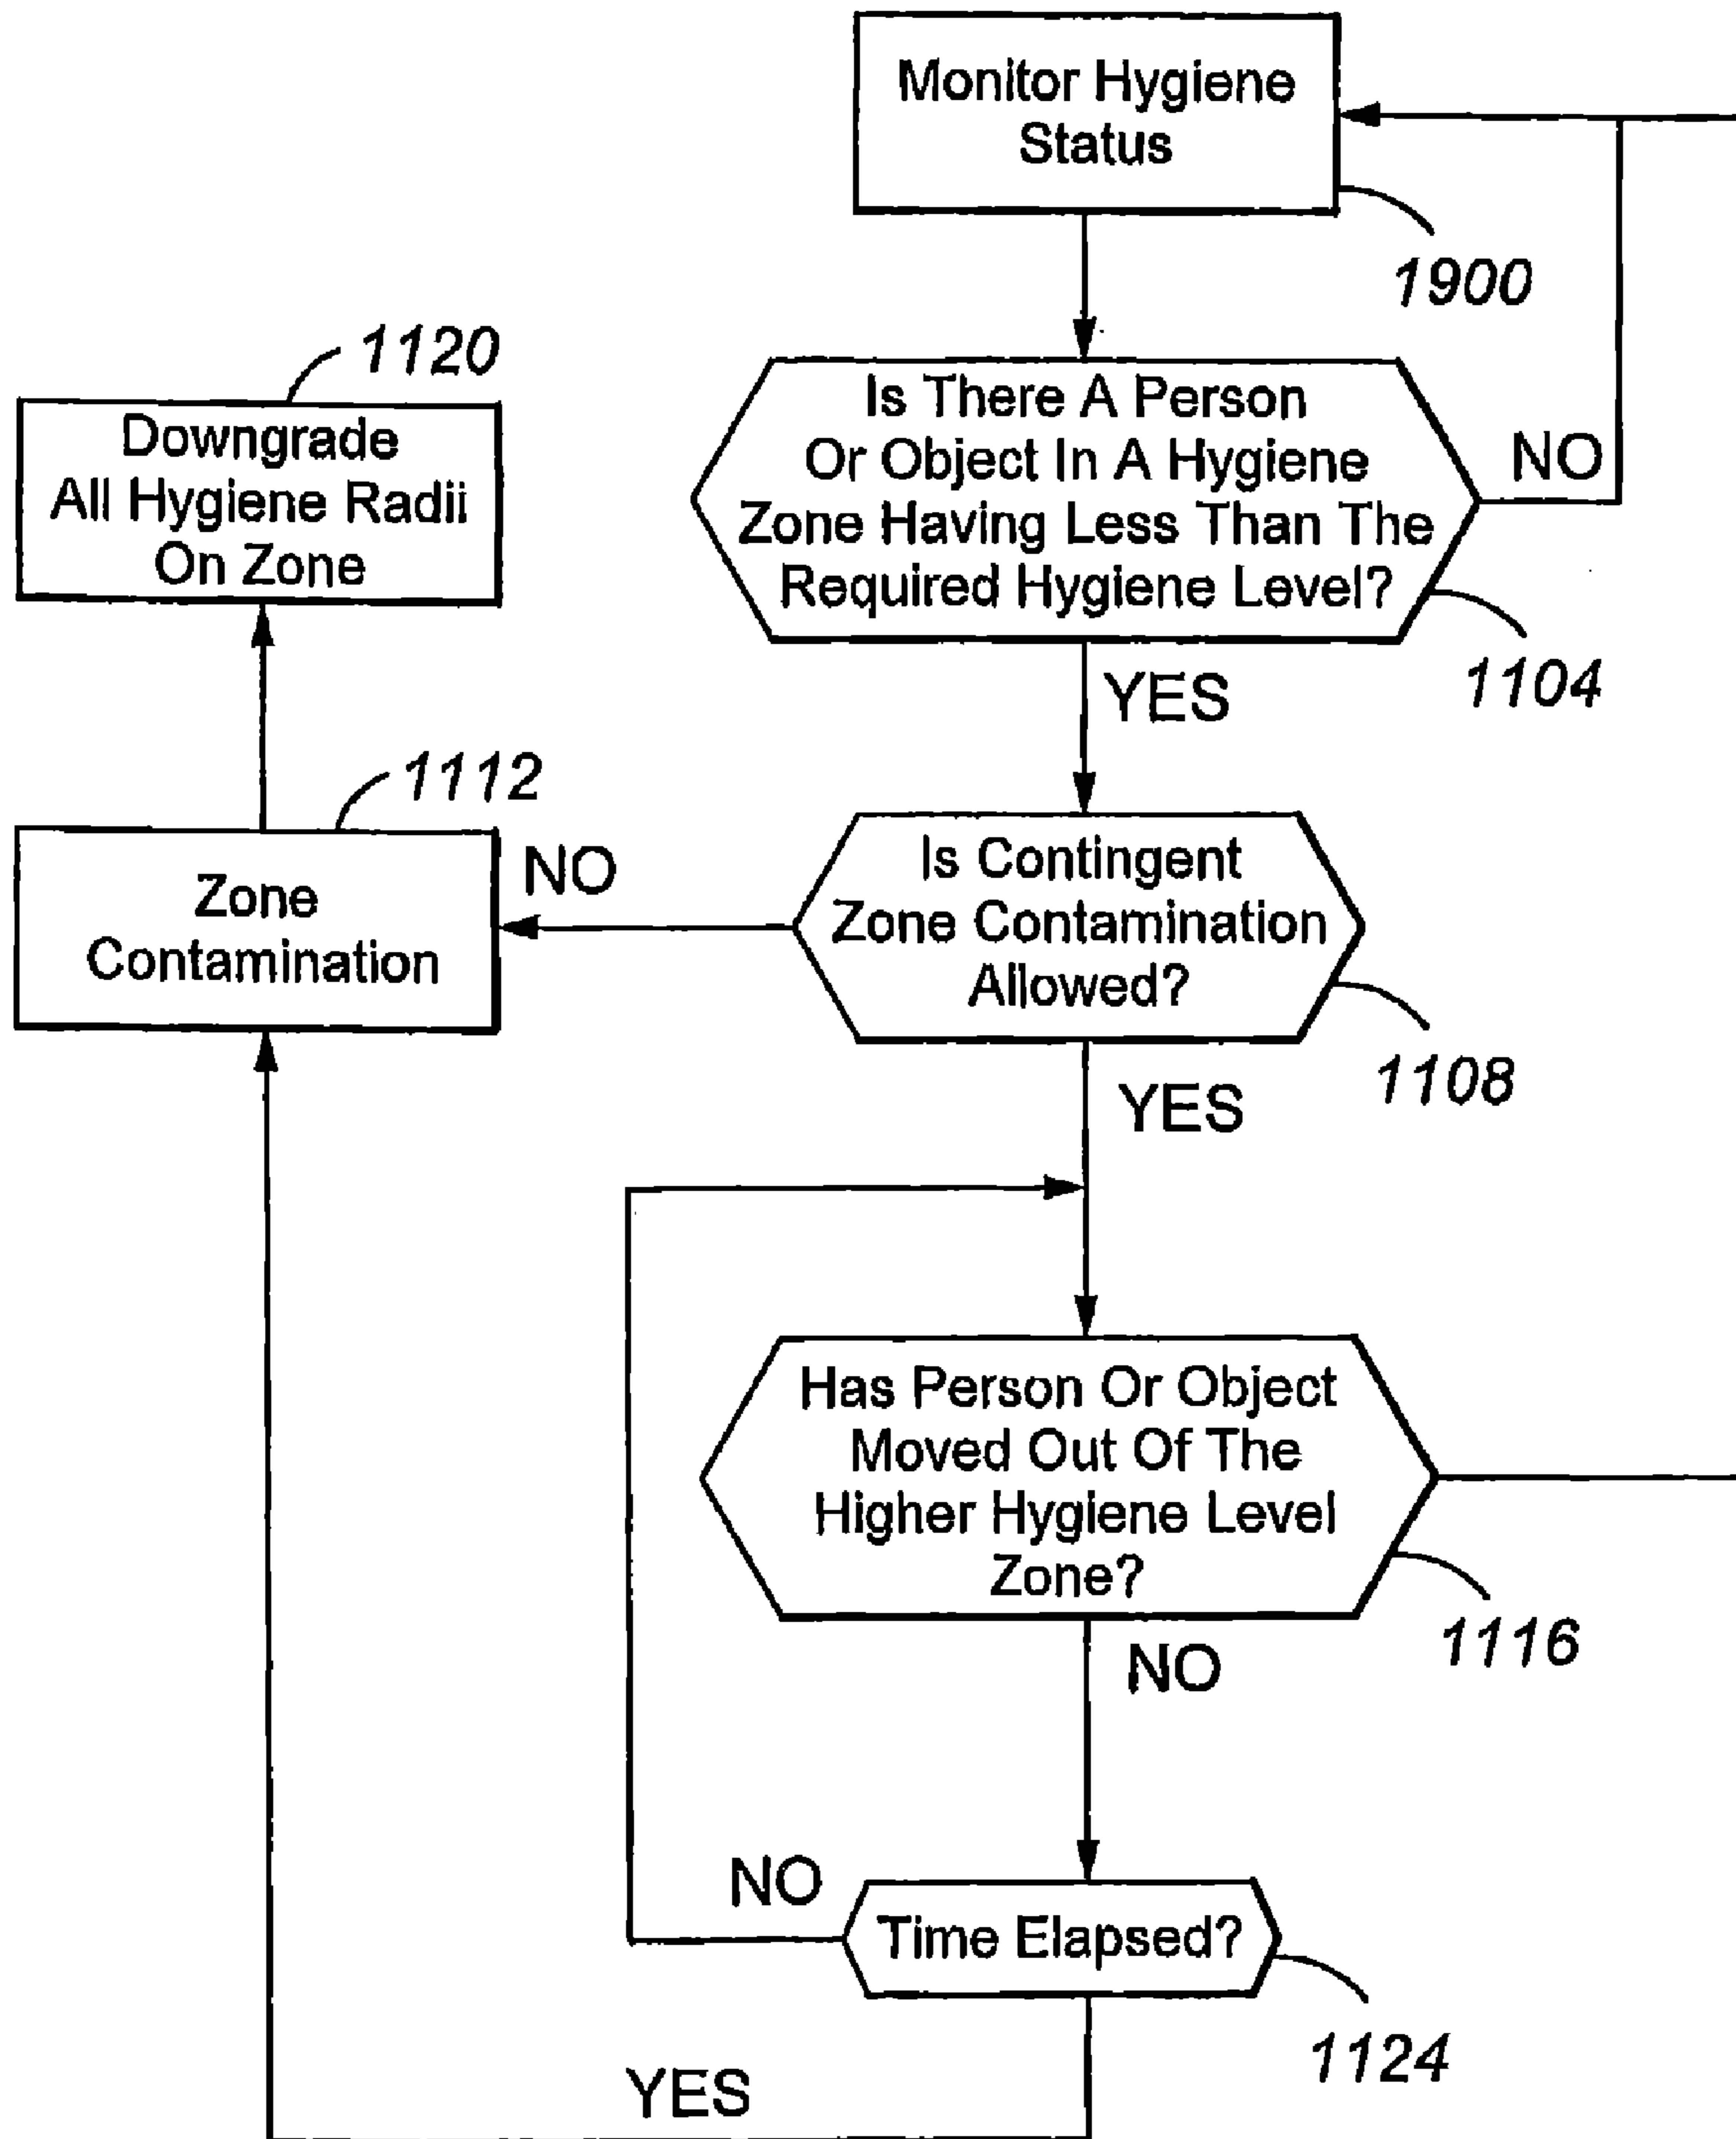 Monitor Hygiene
Status
1900
Is There A Person
Or Object In A Hygiene
Zone Having Less Than The
Required Hygiene Level?
NO
1104
YES
1120
Downgrade
All Hygiene Radii
On Zone
1112
Zone
Contamination
NO
Is Contingent
Zone Contamination
Allowed?
1108
YES
Has Person Or Object
Moved Out Of The
Higher Hygiene Level
Zone?
1116
NO
NO
Time Elapsed?
1124
YES